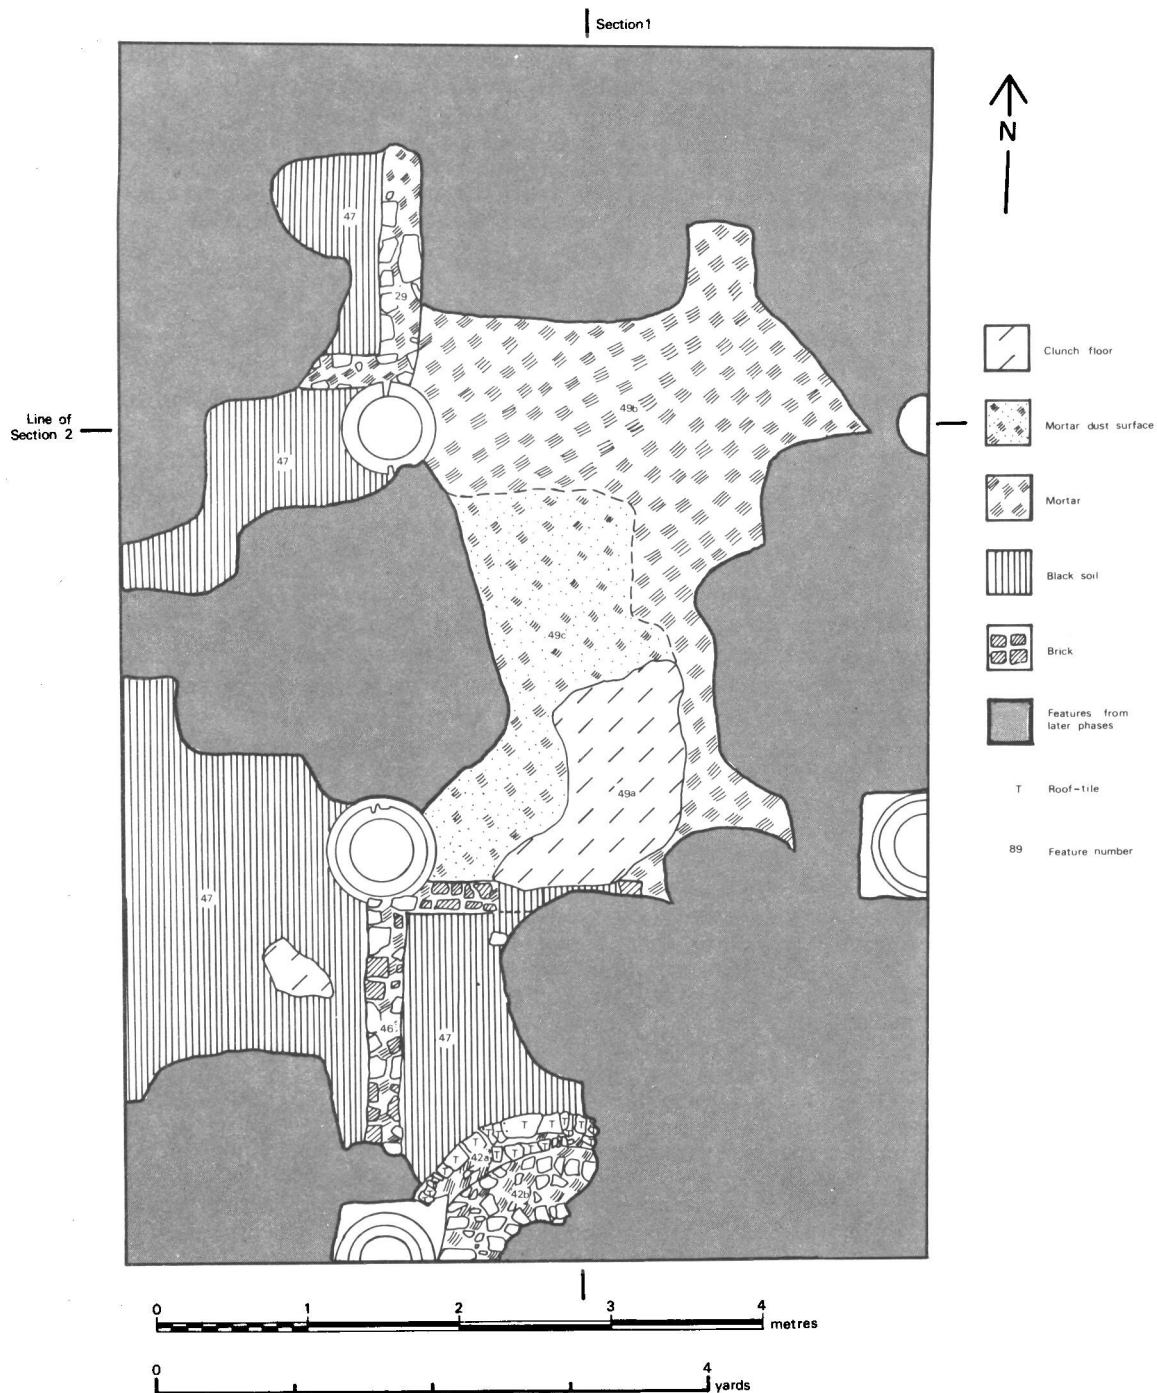 Section 1
N
47
29
Clunch floor
49b
Line of
Section 2
Mortar dust surface
47
Mortar
Black soil
49c
Brick
Features from
later phases
49a
T Roof-tile
89 Feature number
47
46
47
T T T T
T T T T
T T
42a
T
42b
0 1 2 3 4
metres
0 4
yards